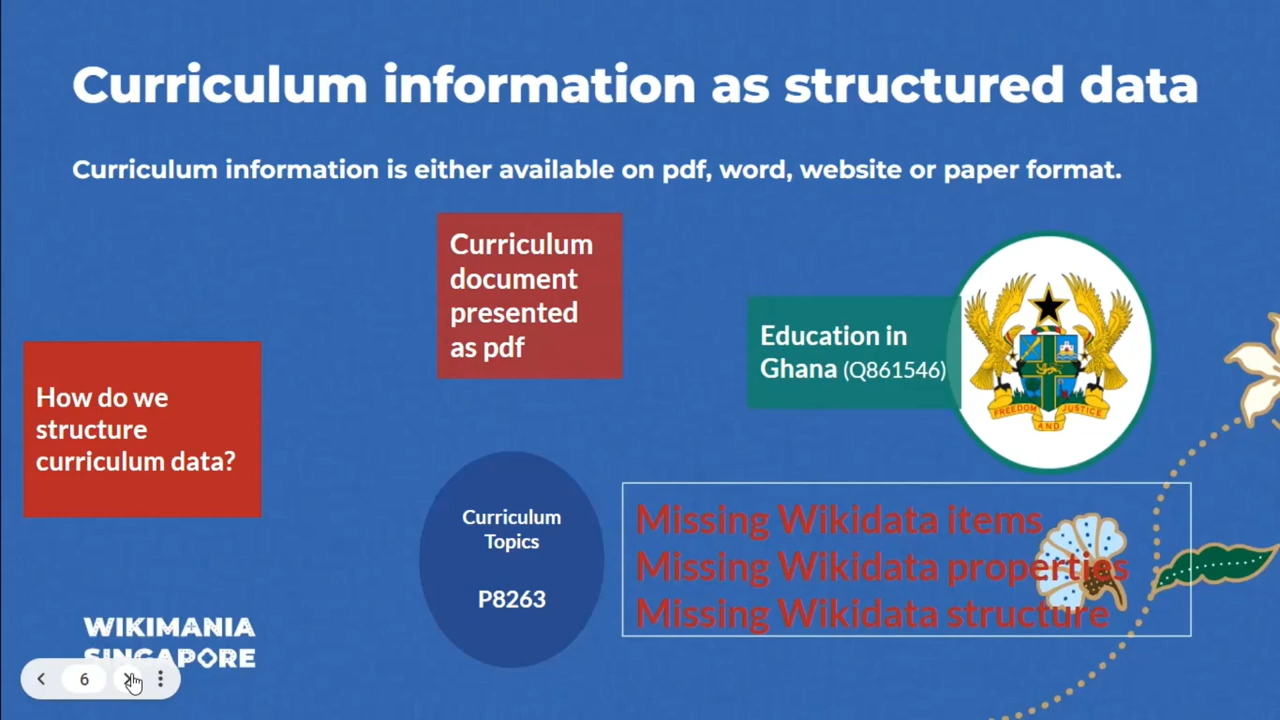 Curriculum information as structured data
Curriculum information is either available on pdf, word, website or paper format.
Curriculum
document
presented
as pdf
Education in
Ghana (Q861546)
FREEDOM AND JUSTICE
How do we
structure
curriculum data?
Curriculum
Topics
P8263
Missing Wikidata items
Missing Wikidata properties
Missing Wikidata structure
WIKIMANIA
SINGAPORE
6